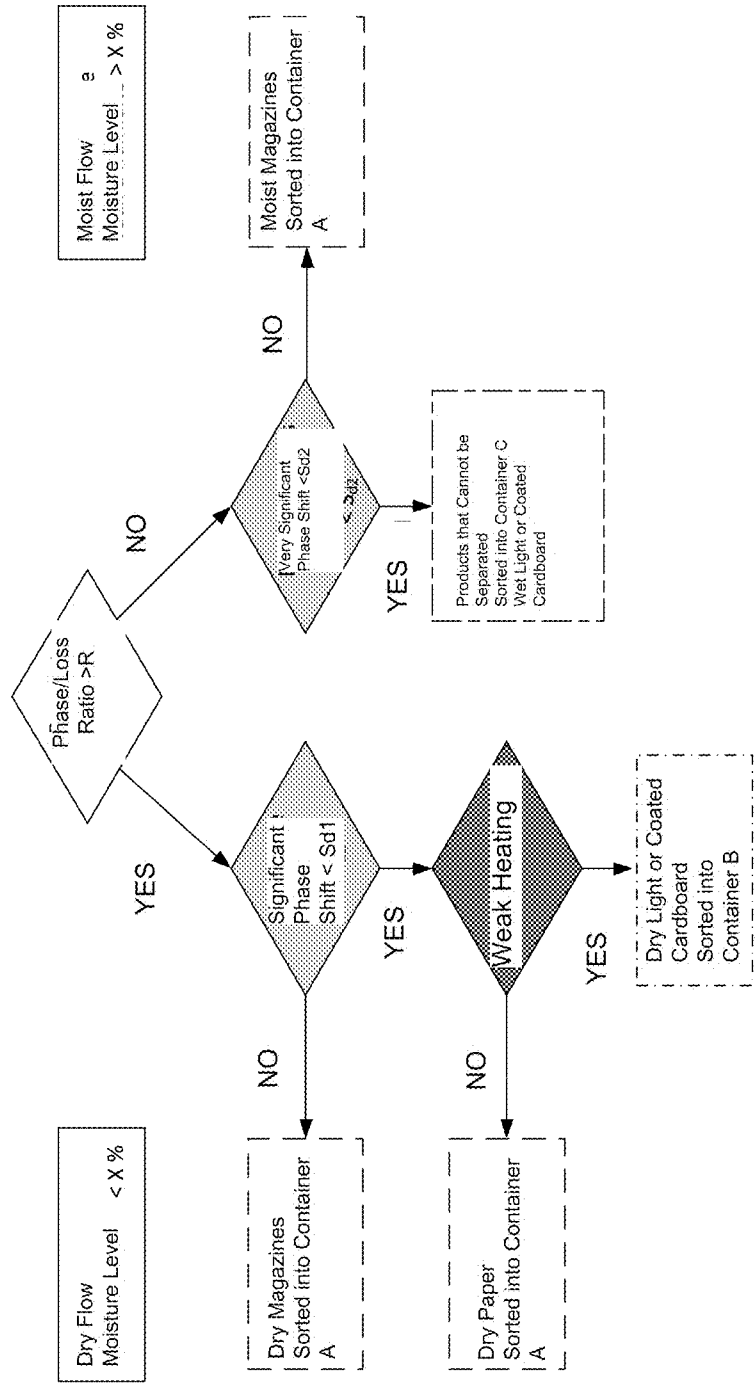 Dry Flow
Moisture Level < X %
Phase/Loss
Ratio >R
Moist Flow e
Moisture Level > X %
YES
NO
Dry Magazines
Sorted into Container
A
NO
Significant
Phase
Shift < Sd1
Very Significant
Phase Shift <Sd2
< Sd2
NO
Moist Magazines
Sorted into Container
A
YES
YES
Dry Paper
Sorted into Container
A
NO
Weak Heating
Products that Cannot be
Separated
Sorted into Container C
Wet Light or Coated
Cardboard
YES
Dry Light or Coated
Cardboard
Sorted into
Container B